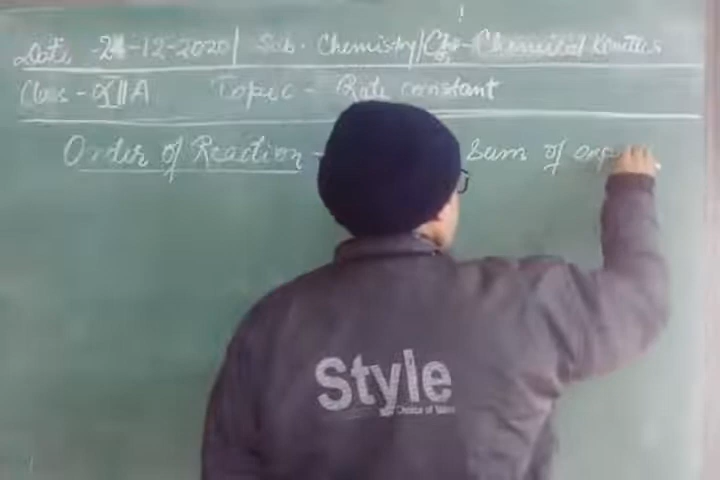 Date - 24-12-2020 | Sub. Chemistry/Ch- Chemical Kinetics
Class - XII A Topic - Rate constant
Order of Reaction - Sum of
Style